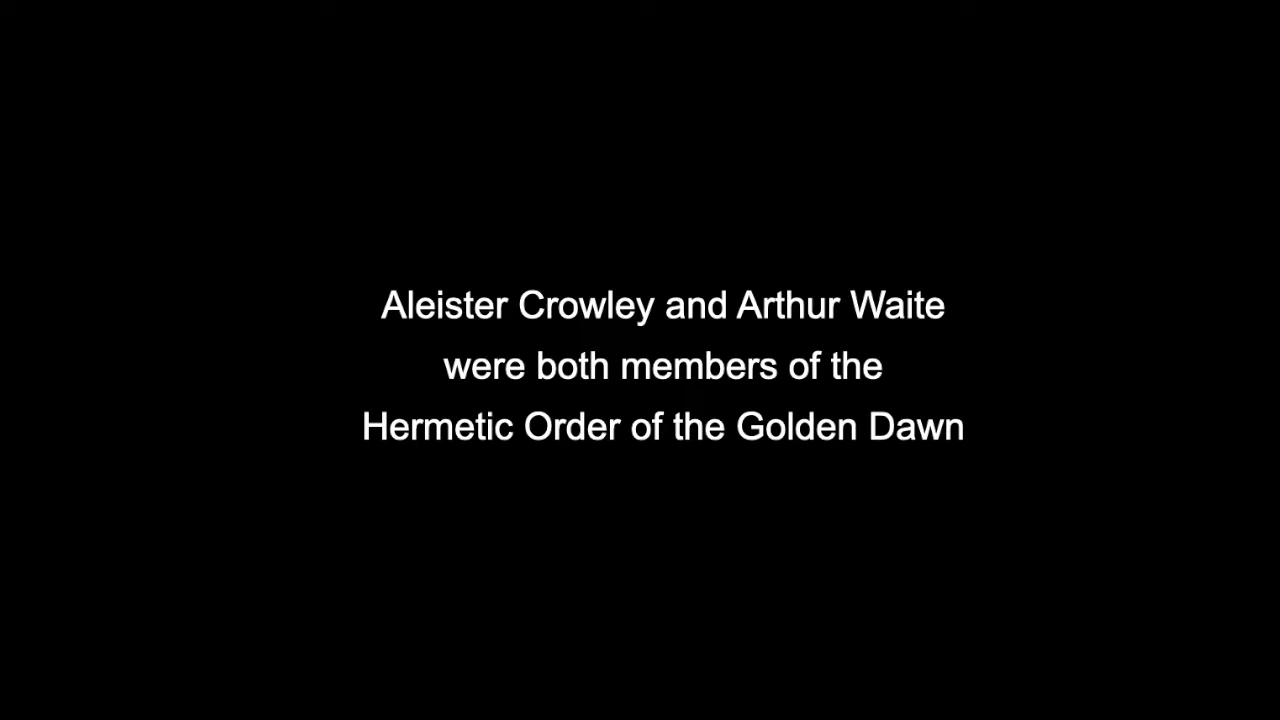 Aleister Crowley and Arthur Waite
were both members of the
Hermetic Order of the Golden Dawn